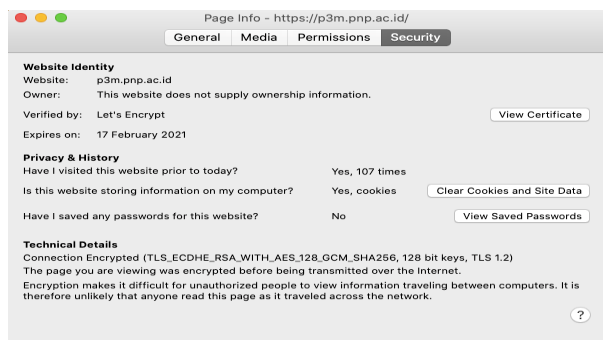 Page Info - https://p3m.pnp.ac.id/
General Media Permissions Security
Website Identity
Website: p3m.pnp.ac.id
Owner: This website does not supply ownership information.
Verified by: Let's Encrypt View Certificate
Expires on: 17 February 2021
Privacy & History
Have I visited this website prior to today? Yes, 107 times
Is this website storing information on my computer? Yes, cookies Clear Cookies and Site Data
Have I saved any passwords for this website? No View Saved Passwords
Technical Details
Connection Encrypted (TLS_ECDHE_RSA_WITH_AES_128_GCM_SHA256, 128 bit keys, TLS 1.2)
The page you are viewing was encrypted before being transmitted over the Internet.
Encryption makes it difficult for unauthorized people to view information traveling between computers. It is
therefore unlikely that anyone read this page as it traveled across the network.
?